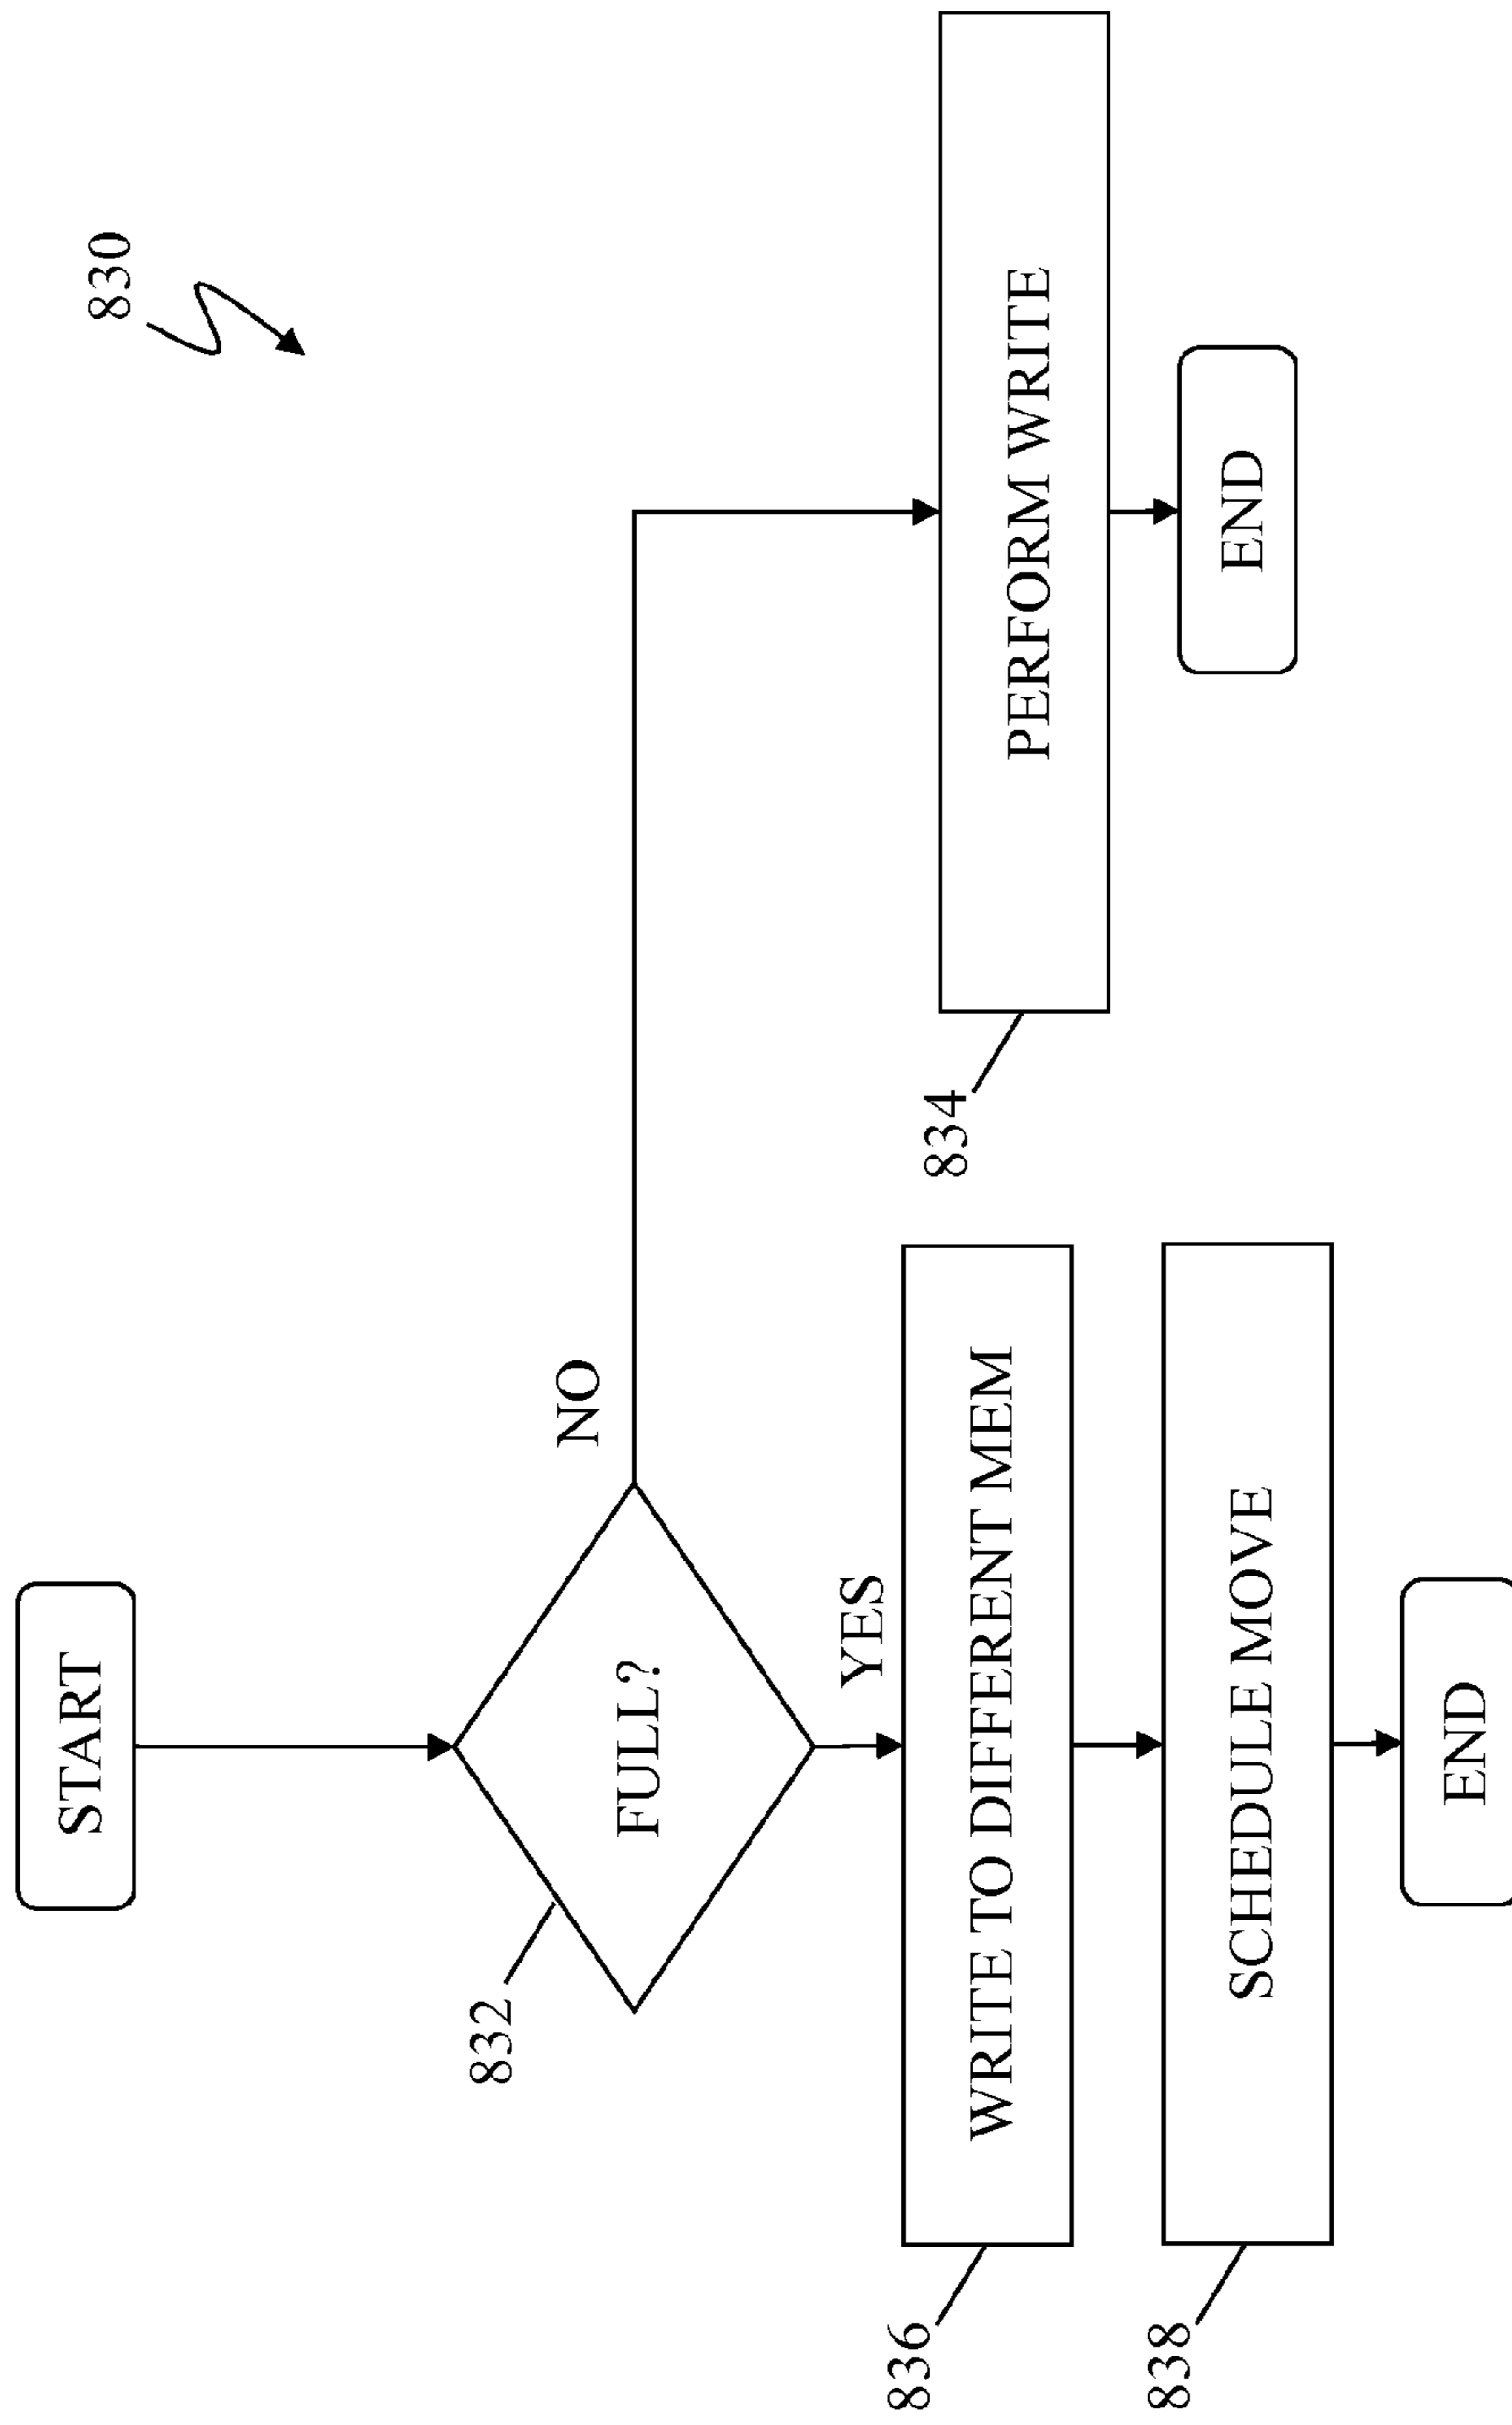 830
START
832
FULL?
NO
YES
836
WRITE TO DIFFERENT MEM
834
PERFORM WRITE
838
SCHEDULE MOVE
END
END